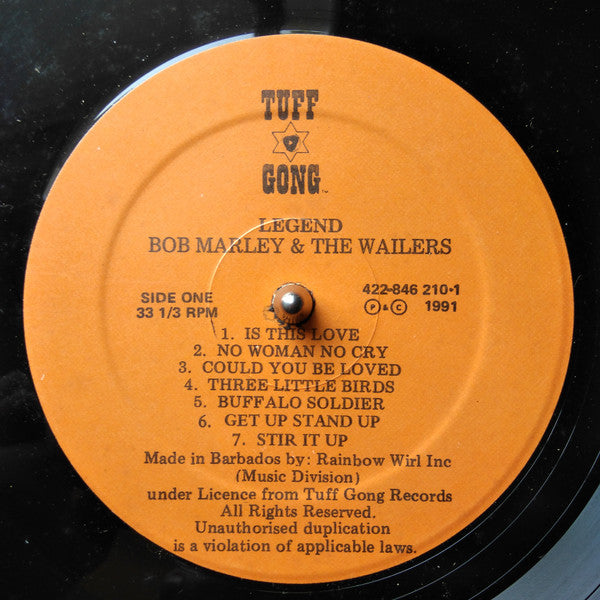 TUFF
GONG™
LEGEND
BOB MARLEY & THE WAILERS
SIDE ONE
33 1/3 RPM
422-846 210·1
Ⓟ & © 1991
1. IS THIS LOVE
2. NO WOMAN NO CRY
3. COULD YOU BE LOVED
4. THREE LITTLE BIRDS
5. BUFFALO SOLDIER
6. GET UP STAND UP
7. STIR IT UP
Made in Barbados by: Rainbow Wirl Inc
(Music Division)
under Licence from Tuff Gong Records
All Rights Reserved.
Unauthorised duplication
is a violation of applicable laws.